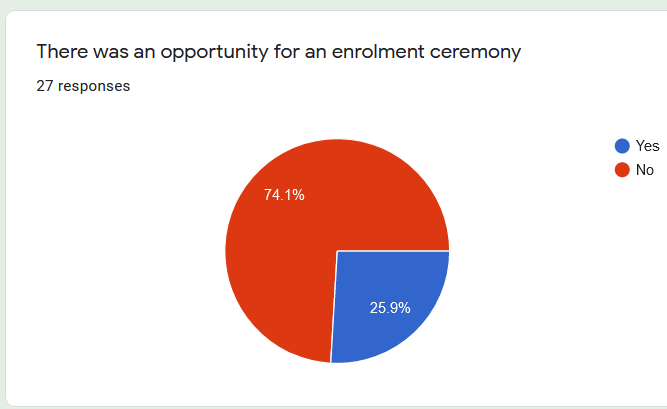 There was an opportunity for an enrolment ceremony
27 responses
Yes
No
74.1%
25.9%